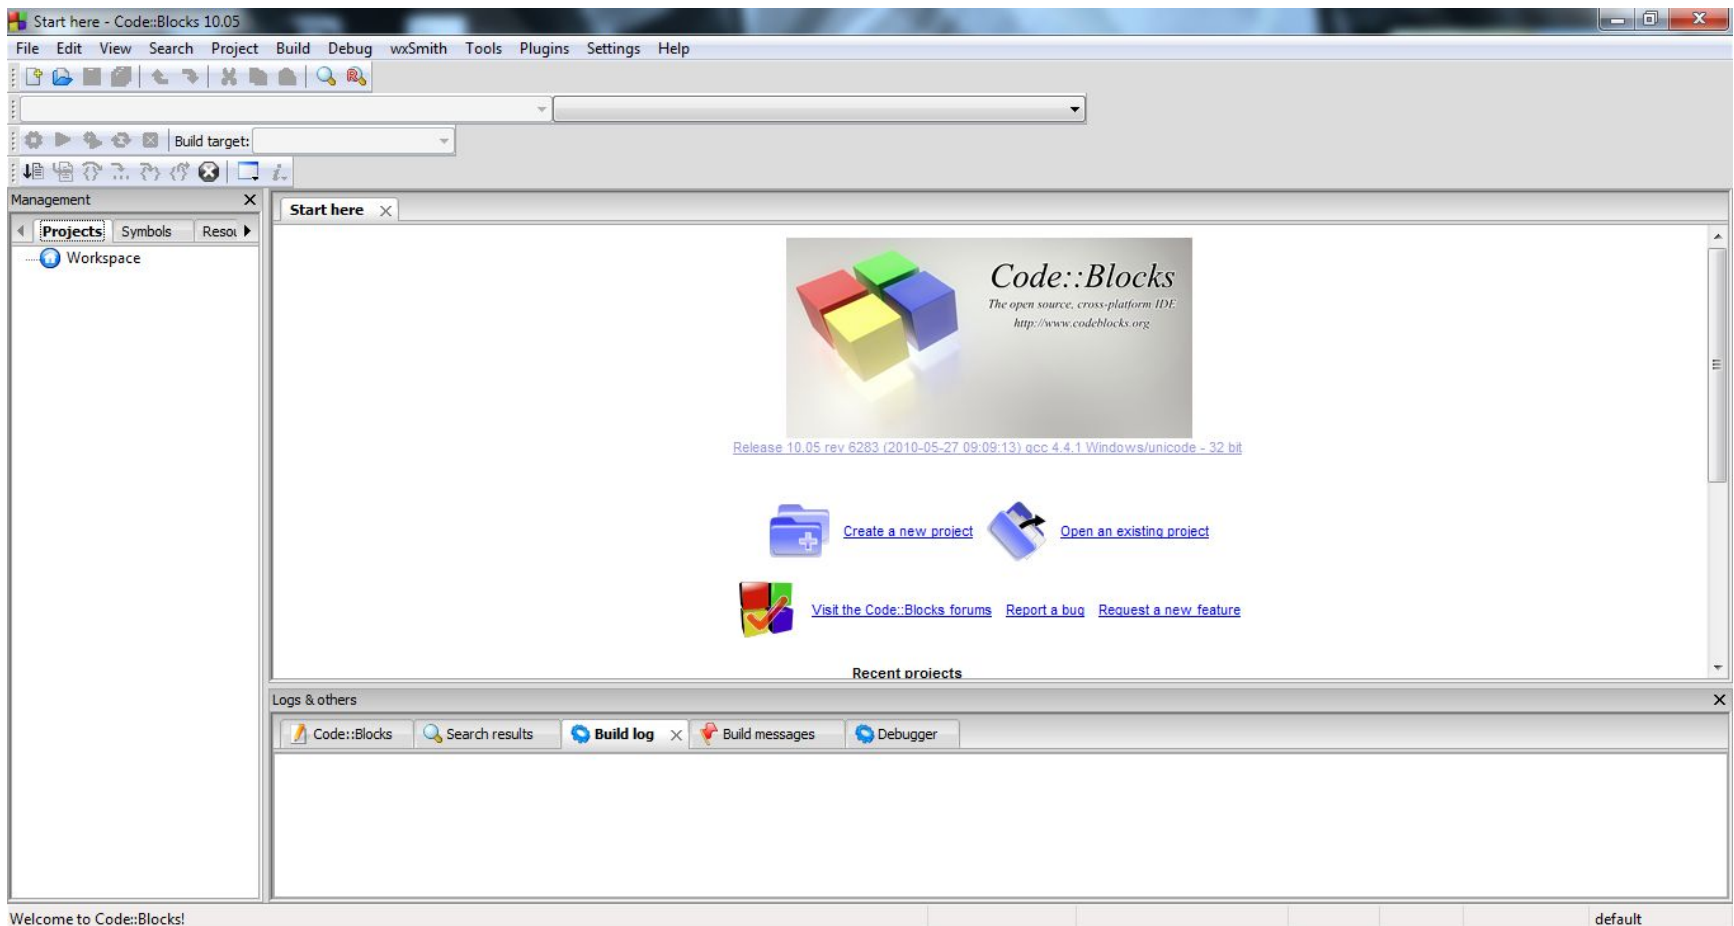 Start here - Code::Blocks 10.05
File Edit View Search Project Build Debug wxSmith Tools Plugins Settings Help
Build target:
Management
Start here
Projects Symbols Resou
Workspace
Code::Blocks
The open source, cross-platform IDE
http://www.codeblocks.org
Release 10.05 rev 6283 (2010-05-27 09:09:13) gcc 4.4.1 Windows/unicode - 32 bit
Create a new project Open an existing project
Visit the Code::Blocks forums Report a bug Request a new feature
Recent projects
Logs & others
Code::Blocks Search results Build log Build messages Debugger
Welcome to Code::Blocks! default